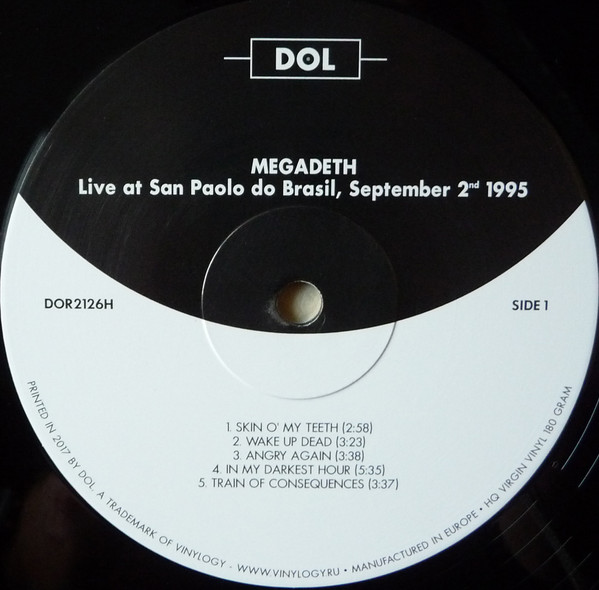 DOL
MEGADETH
Live at San Paolo do Brasil, September 2nd 1995
DOR2126H
SIDE 1
1. SKIN O' MY TEETH (2:58)
2. WAKE UP DEAD (3:23)
3. ANGRY AGAIN (3:38)
4. IN MY DARKEST HOUR (5:35)
5. TRAIN OF CONSEQUENCES (3:37)
PRINTED IN 2017 BY DOL. A TRADEMARK OF VINYLOGY - WWW.VINYLOGY.RU • MANUFACTURED IN EUROPE • HQ VIRGIN VINYL 180 GRAM